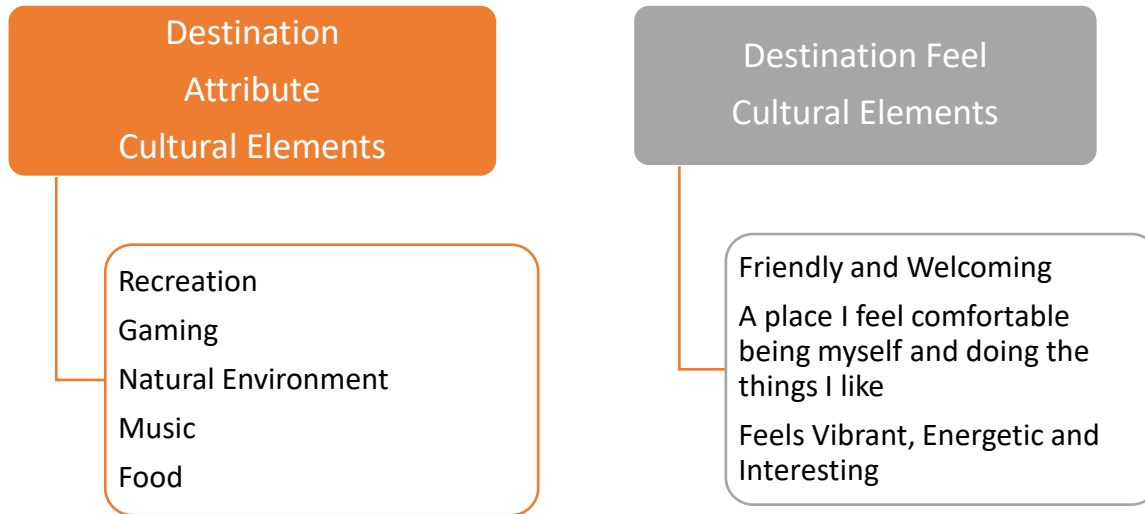 Destination
Attribute
Cultural Elements
Recreation
Gaming
Natural Environment
Music
Food
Destination Feel
Cultural Elements
Friendly and Welcoming
A place I feel comfortable
being myself and doing the
things I like
Feels Vibrant, Energetic and
Interesting